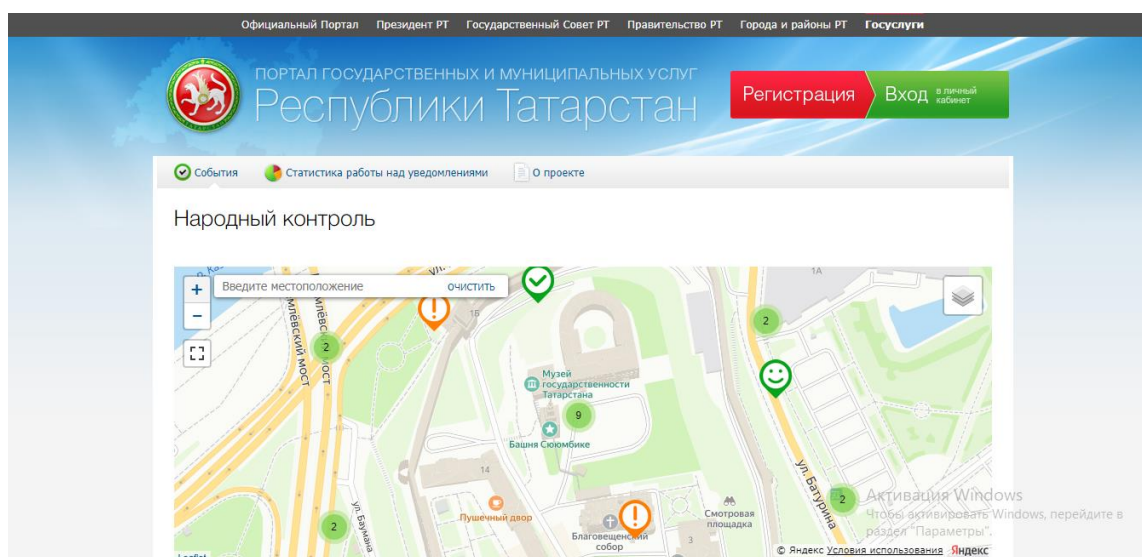 Официальный Портал Президент РТ Государственный Совет РТ Правительство РТ Города и районы РТ Госуслуги
ПОРТАЛ ГОСУДАРСТВЕННЫХ И МУНИЦИПАЛЬНЫХ УСЛУГ
Республики Татарстан
Регистрация
Вход в личный
кабинет
События Статистика работы над уведомлениями О проекте
Народный контроль
+
Введите местоположение очистить
−
1А
1Б
2
2
мост
Музей
государственности
Татарстана
9
Башня Сююмбике
14
ул. Баумана
2
Пушечный двор
Благовещенский
собор
3
Смотровая
площадка
ул. Батурина
2
Активация Windows
Чтобы активировать Windows, перейдите в
раздел "Параметры".
© Яндекс Условия использования Яндекс
Leaflet